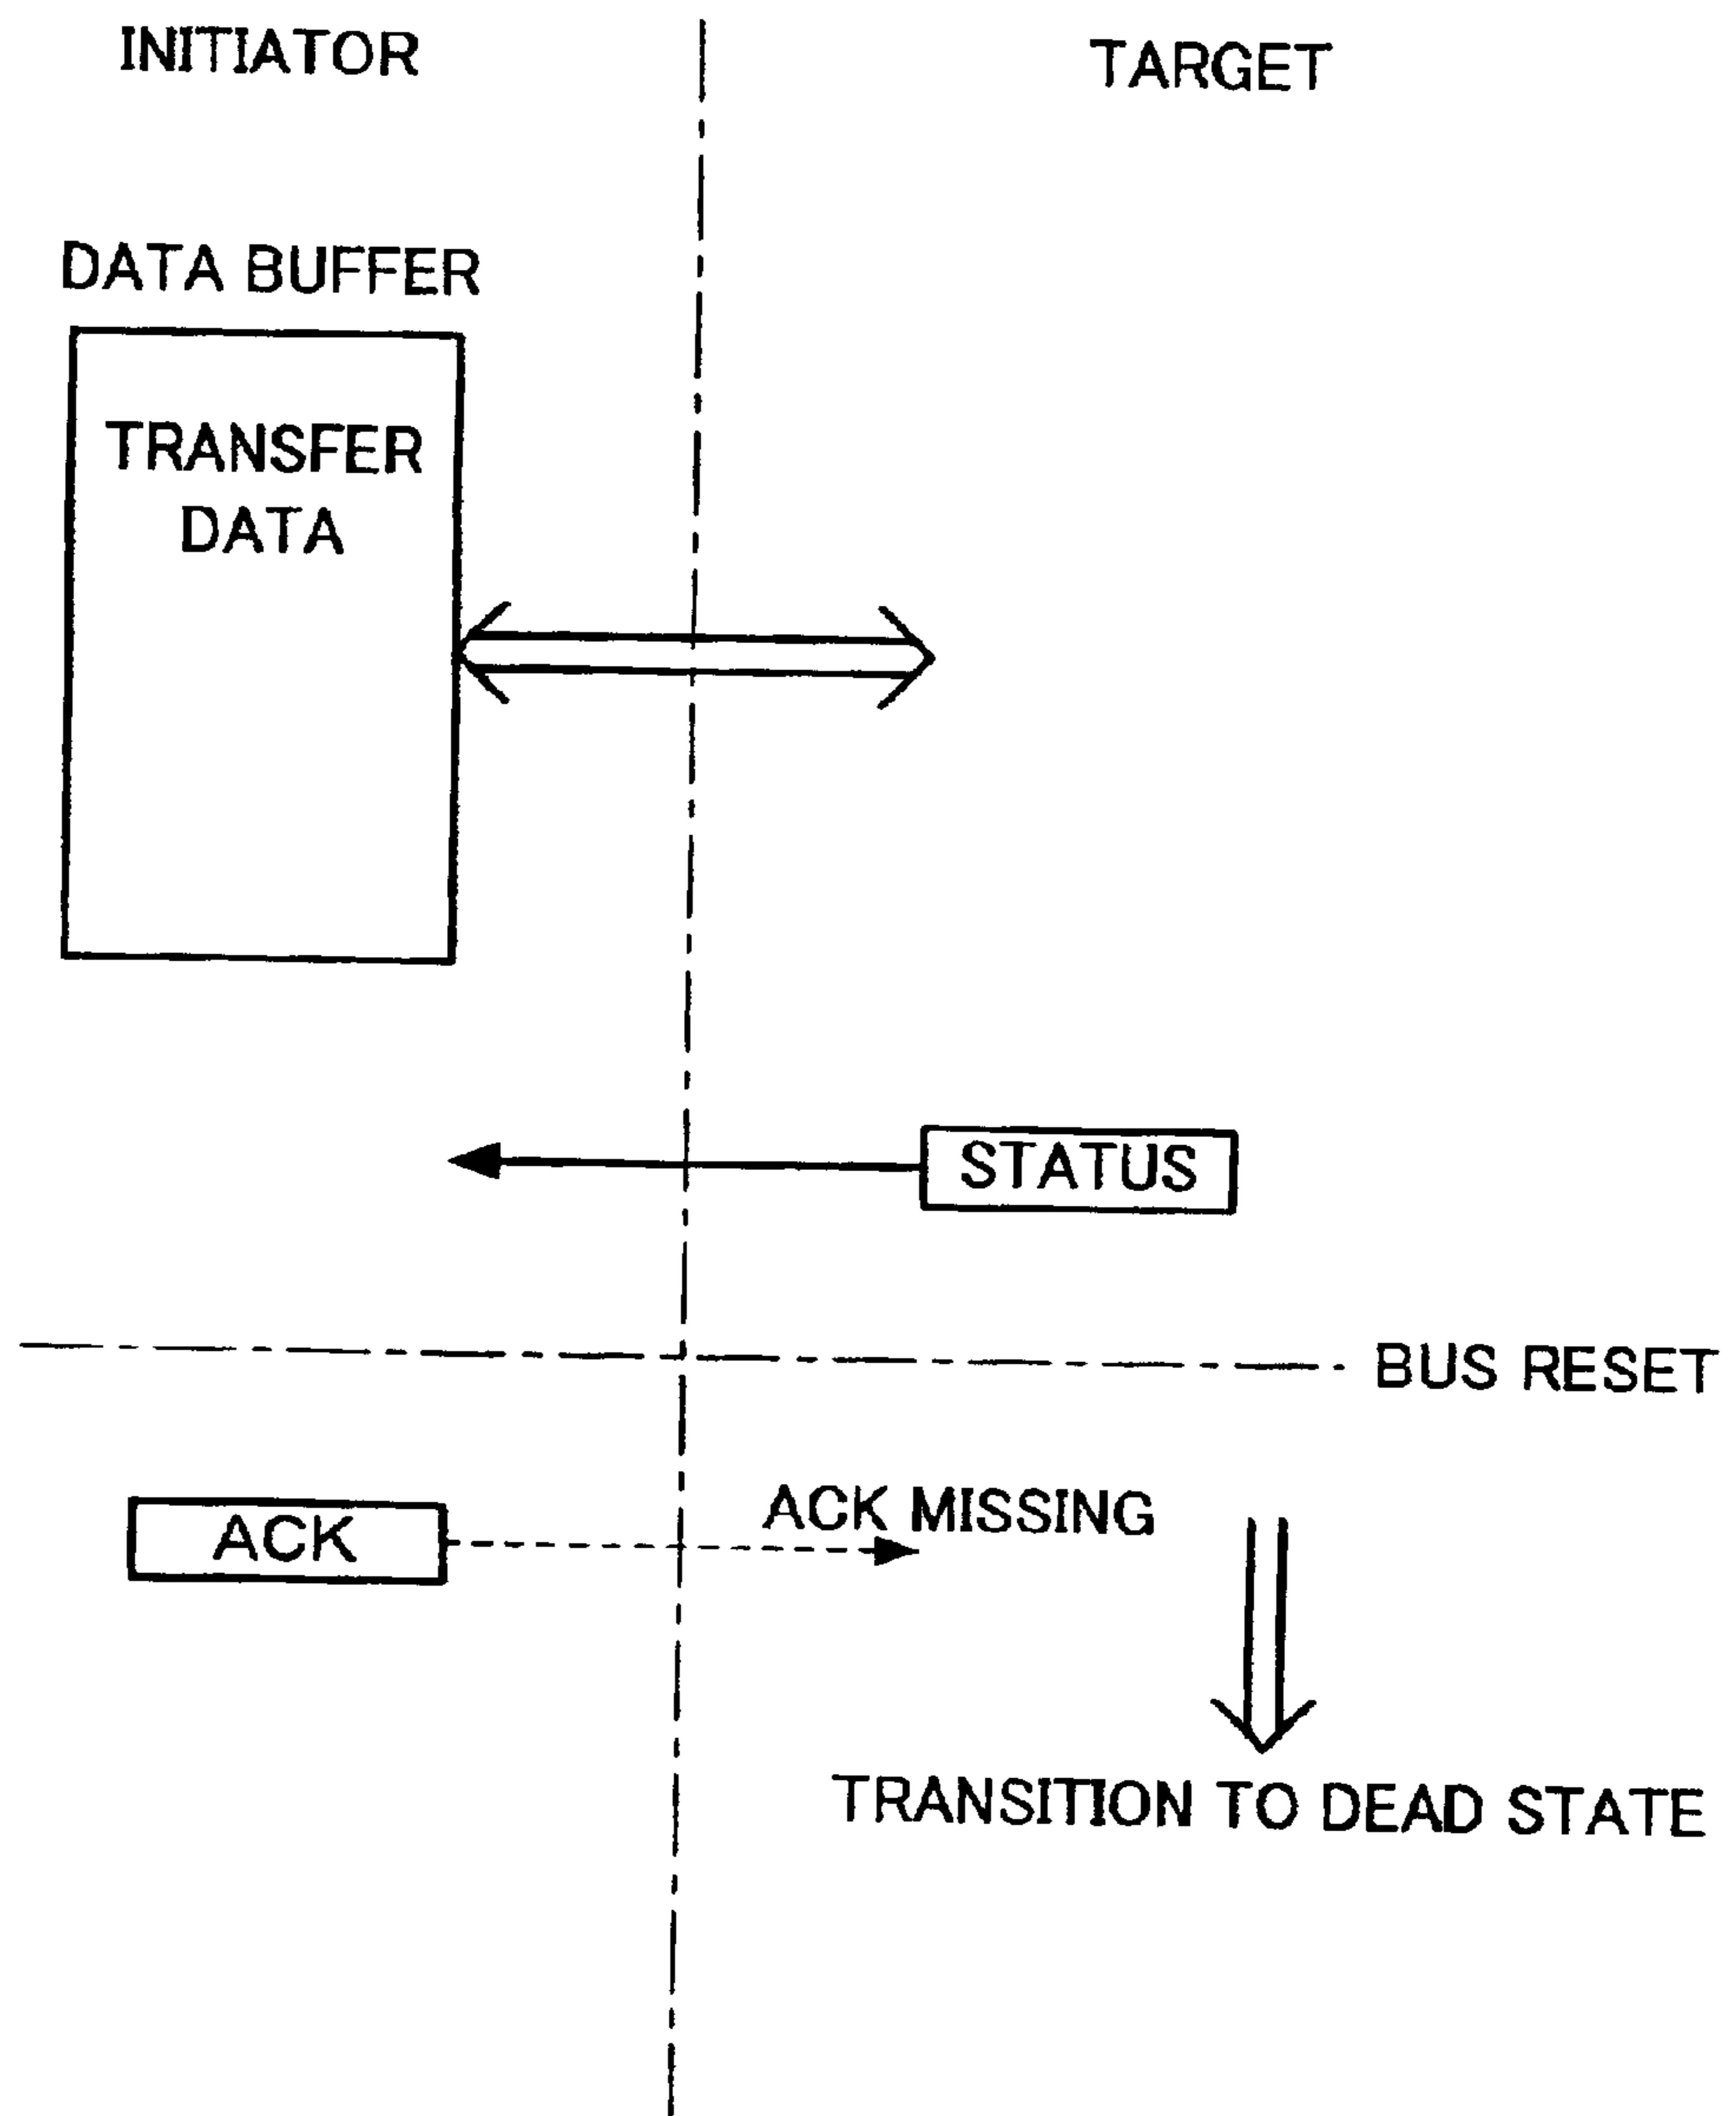 INITIATOR
TARGET
DATA BUFFER
TRANSFER
DATA
STATUS
BUS RESET
ACK
ACK MISSING
TRANSITION TO DEAD STATE